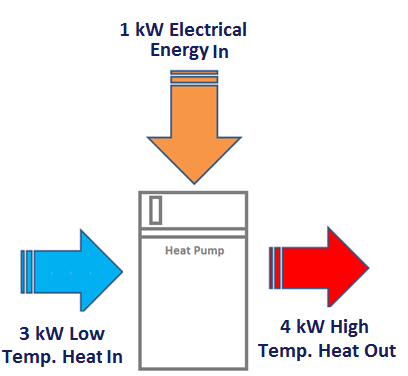 1 kW Electrical
Energy In
Heat Pump
3 kW Low
Temp. Heat In
4 kW High
Temp. Heat Out